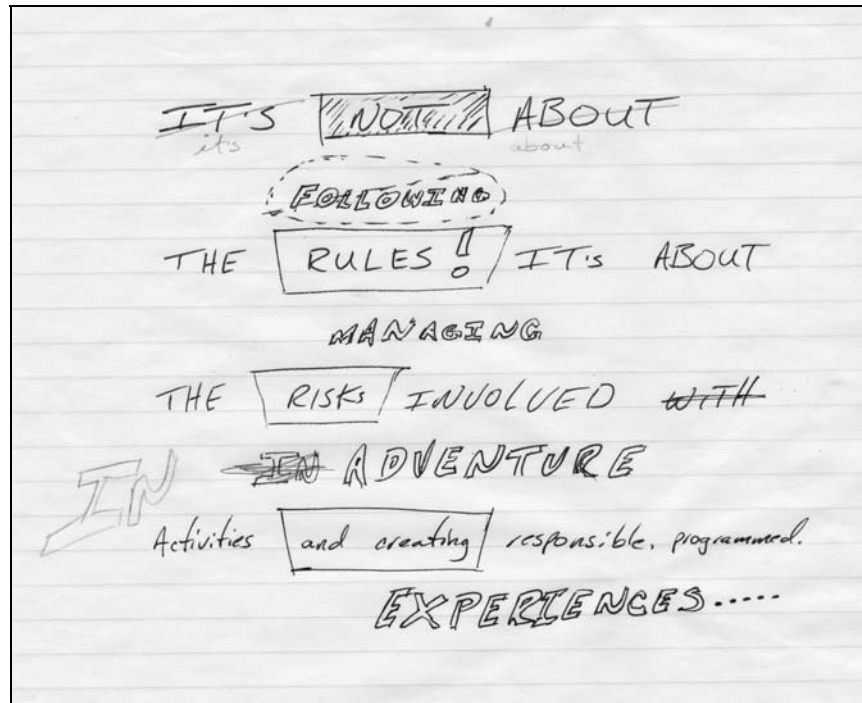 IT'S NOT ABOUT
it's about
FOLLOWING
THE RULES! IT's ABOUT
MANAGING
THE RISKS INVOLVED WITH
IN IN ADVENTURE
Activities and creating responsible, programmed.
EXPERIENCES.....